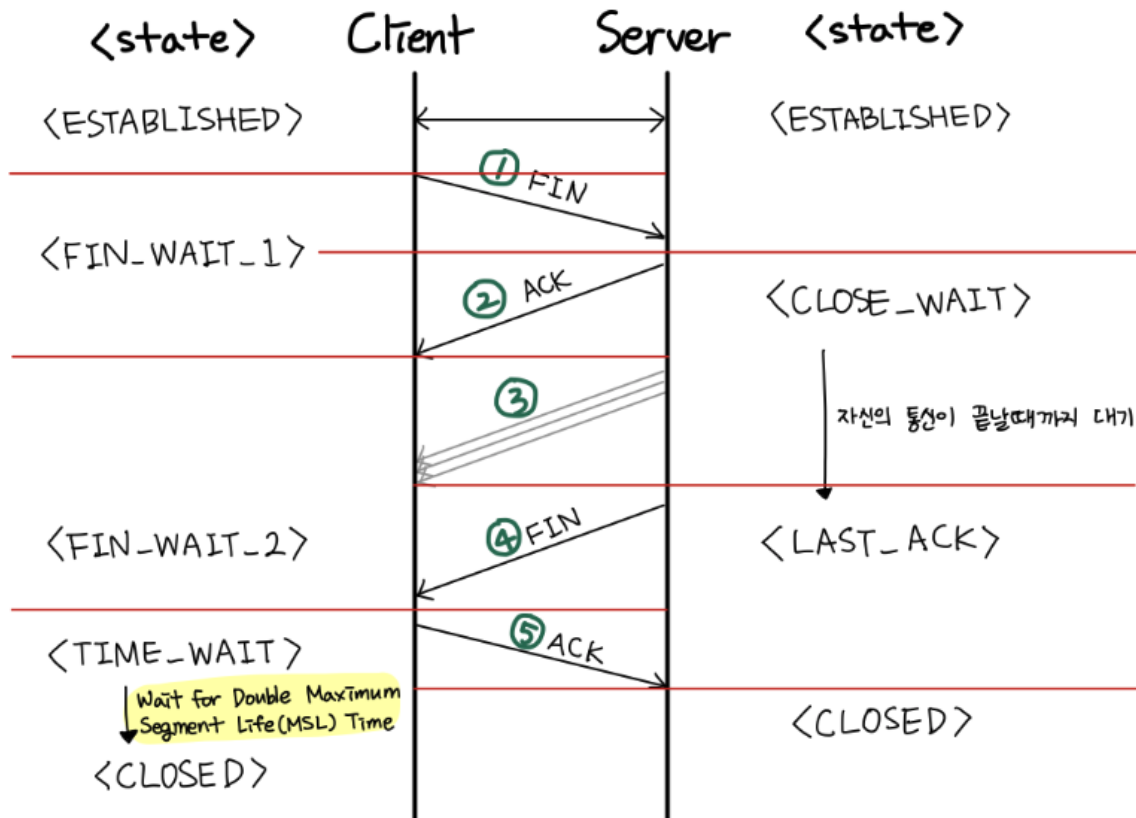 <state> Client Server <state>
<ESTABLISHED> <ESTABLISHED>
① FIN
<FIN_WAIT_1>
② ACK
<CLOSE_WAIT>
③
자신의 통신이 끝날때까지 대기
④ FIN
<FIN_WAIT_2> <LAST_ACK>
⑤ ACK
<TIME_WAIT>
Wait for Double Maximum
Segment Life(MSL) Time
<CLOSED>
<CLOSED>